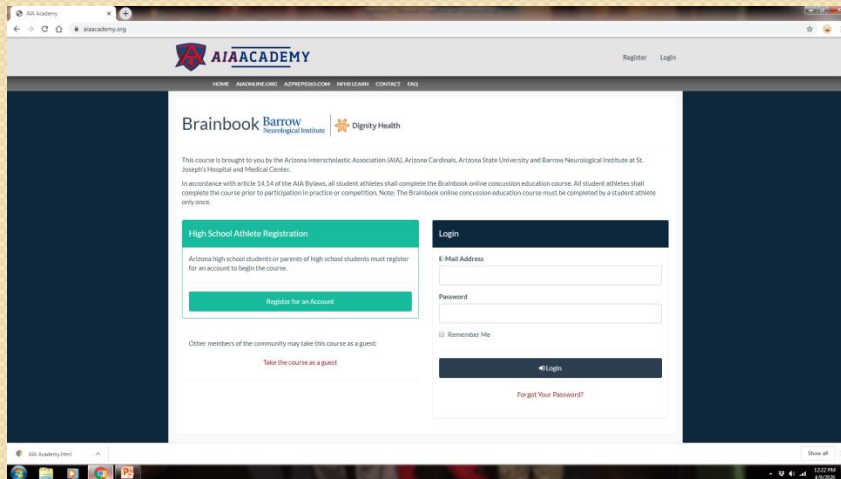 AIA Academy
aiaacademy.org
AIAACADEMY
Register Login
HOME AIAONLINE.ORG AZPREPS365.COM NFHS LEARN CONTACT FAQ
Brainbook Barrow Neurological Institute Dignity Health
This course is brought to you by the Arizona Interscholastic Association (AIA), Arizona Cardinals, Arizona State University and Barrow Neurological Institute at St.
Joseph's Hospital and Medical Center.
In accordance with article 14.14 of the AIA Bylaws, all student athletes shall complete the Brainbook online concussion education course. All student athletes shall
complete the course prior to participation in practice or competition. Note: The Brainbook online concussion education course must be completed by a student athlete
only once.
High School Athlete Registration
Arizona high school students or parents of high school students must register
for an account to begin the course.
Register for an Account
Other members of the community may take this course as a guest:
Take the course as a guest
Login
E-Mail Address
Password
Remember Me
Login
Forgot Your Password?
AIA Academy.html
Show all
12:22 PM
4/9/2020